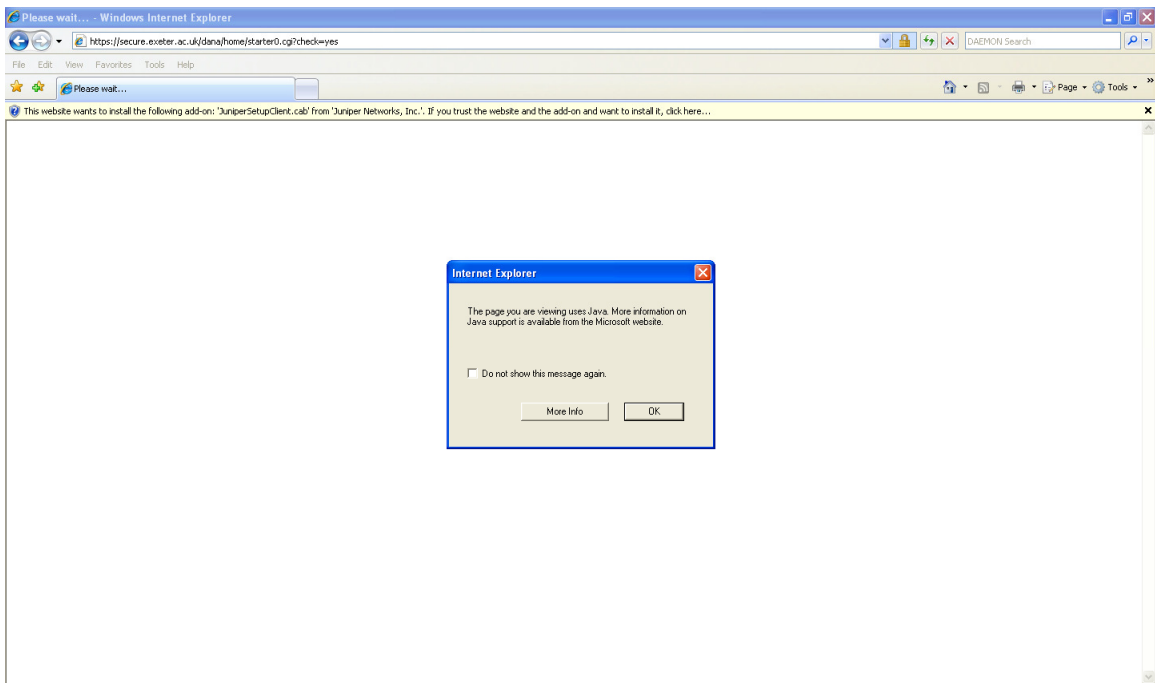 Please wait... - Windows Internet Explorer
https://secure.exeter.ac.uk/dana/home/starter0.cgi?check=yes
DAEMON Search
File Edit View Favorites Tools Help
Please wait...
Page Tools »
This website wants to install the following add-on: 'JuniperSetupClient.cab' from 'Juniper Networks, Inc.'. If you trust the website and the add-on and want to install it, click here...
Internet Explorer
The page you are viewing uses Java. More information on
Java support is available from the Microsoft website.
Do not show this message again.
More Info OK